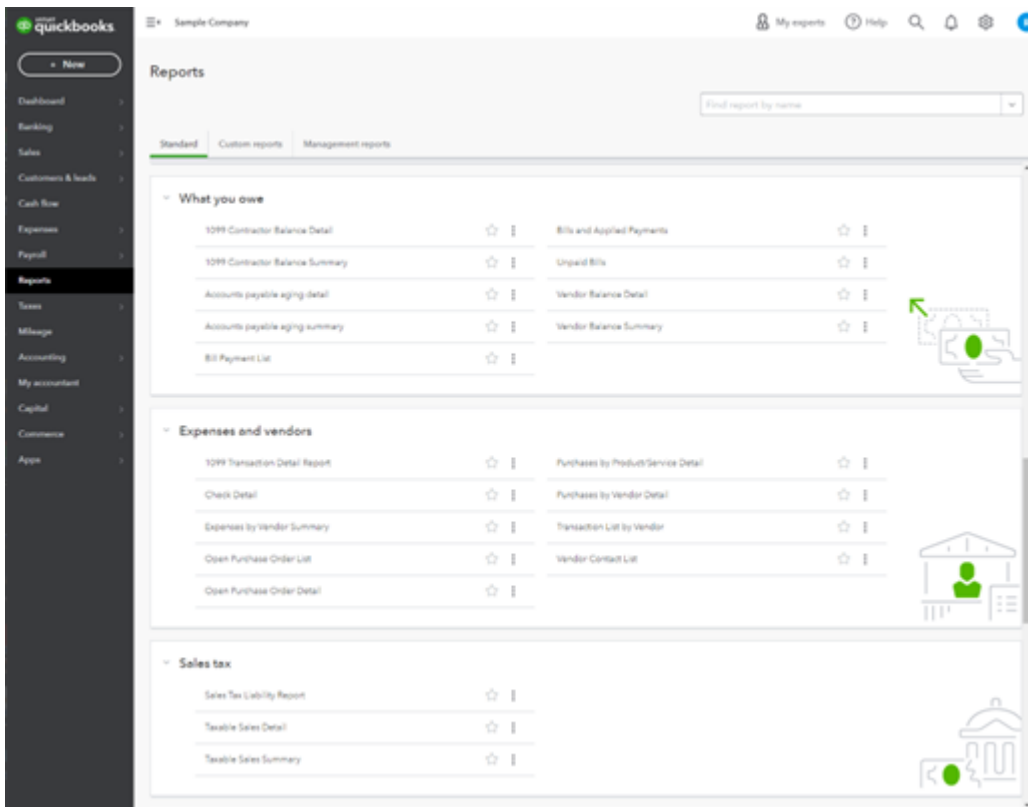 INTUIT
quickbooks.
Sample Company
My experts
Help
+ New
Dashboard
Banking
Sales
Customers & leads
Cash flow
Expenses
Payroll
Reports
Taxes
Mileage
Accounting
My accountant
Capital
Commerce
Apps
Reports
Find report by name
Standard
Custom reports
Management reports
What you owe
1099 Contractor Balance Detail
1099 Contractor Balance Summary
Accounts payable aging detail
Accounts payable aging summary
Bill Payment List
Bills and Applied Payments
Unpaid Bills
Vendor Balance Detail
Vendor Balance Summary
Expenses and vendors
1099 Transaction Detail Report
Check Detail
Expenses by Vendor Summary
Open Purchase Order List
Open Purchase Order Detail
Purchases by Product/Service Detail
Purchases by Vendor Detail
Transaction List by Vendor
Vendor Contact List
Sales tax
Sales Tax Liability Report
Taxable Sales Detail
Taxable Sales Summary